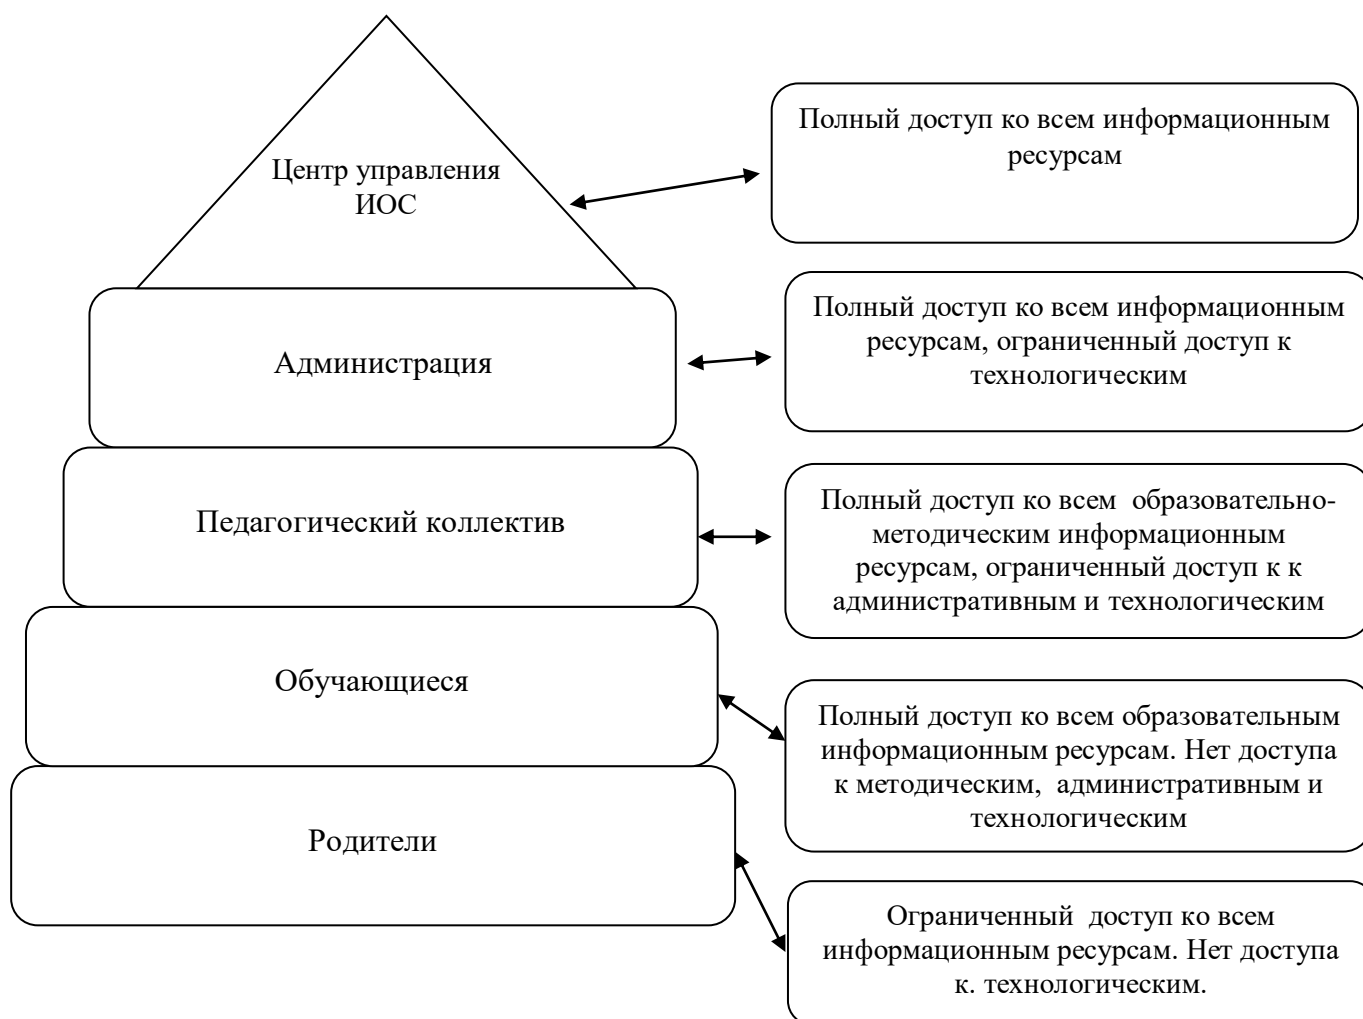 Центр управления
ИОС
Полный доступ ко всем информационным
ресурсам
Администрация
Полный доступ ко всем информационным
ресурсам, ограниченный доступ к
технологическим
Педагогический коллектив
Полный доступ ко всем образовательно-
методическим информационным
ресурсам, ограниченный доступ к к
административным и технологическим
Обучающиеся
Полный доступ ко всем образовательным
информационным ресурсам. Нет доступа
к методическим, административным и
технологическим
Родители
Ограниченный доступ ко всем
информационным ресурсам. Нет доступа
к. технологическим.